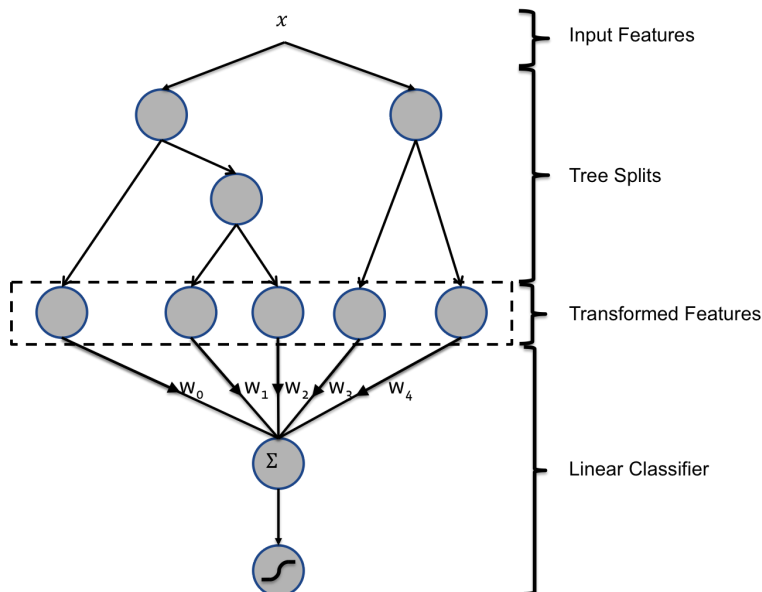 x
Input Features
Tree Splits
Transformed Features
W₀ W₁ W₂ W₃ W₄
Σ
Linear Classifier